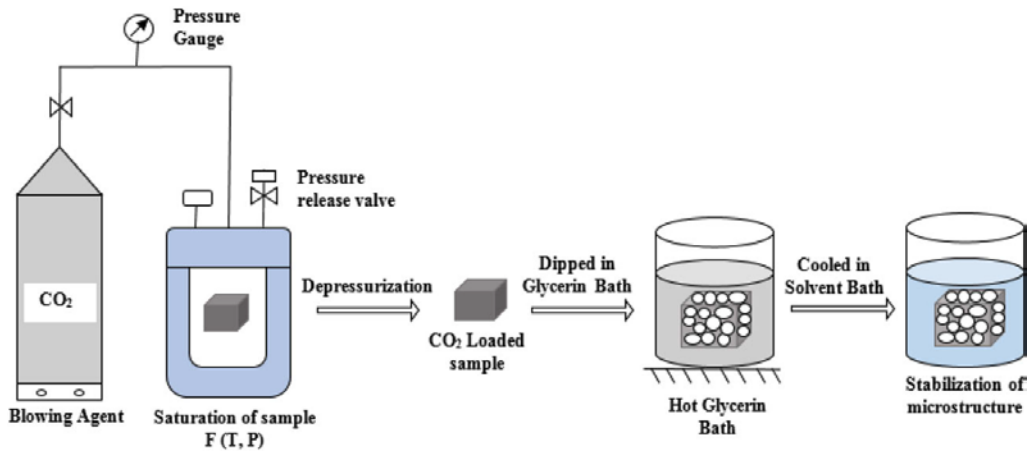 Pressure
Gauge
Pressure
release valve
CO₂
Blowing Agent
Saturation of sample
F (T, P)
Depressurization
CO₂ Loaded
sample
Dipped in
Glycerin Bath
Hot Glycerin
Bath
Cooled in
Solvent Bath
Stabilization of
microstructure